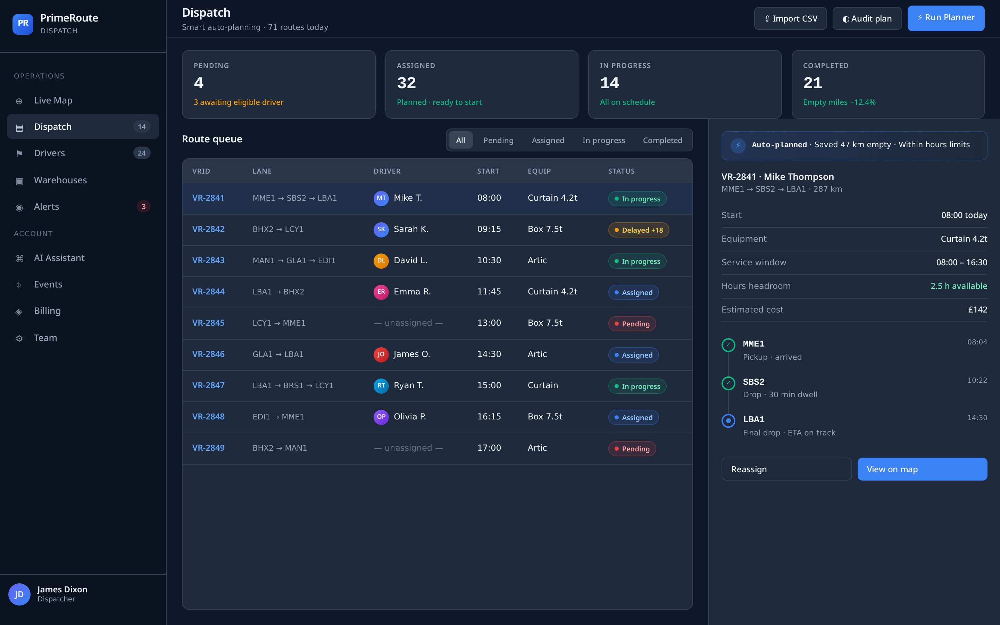 PR
PrimeRoute
DISPATCH
OPERATIONS
Live Map
Dispatch 14
Drivers 24
Warehouses
Alerts 3
ACCOUNT
AI Assistant
Events
Billing
Team
JD
James Dixon
Dispatcher
Dispatch
Smart auto-planning · 71 routes today
⇪ Import CSV
◐ Audit plan
⚡ Run Planner
PENDING
4
3 awaiting eligible driver
ASSIGNED
32
Planned · ready to start
IN PROGRESS
14
All on schedule
COMPLETED
21
Empty miles −12.4%
Route queue
All Pending Assigned In progress Completed
VRID LANE DRIVER START EQUIP STATUS
VR-2841 MME1 → SBS2 → LBA1 MT Mike T. 08:00 Curtain 4.2t In progress
VR-2842 BHX2 → LCY1 SK Sarah K. 09:15 Box 7.5t Delayed +18
VR-2843 MAN1 → GLA1 → EDI1 DL David L. 10:30 Artic In progress
VR-2844 LBA1 → BHX2 ER Emma R. 11:45 Curtain 4.2t Assigned
VR-2845 LCY1 → MME1 — unassigned — 13:00 Box 7.5t Pending
VR-2846 GLA1 → LBA1 JO James O. 14:30 Artic Assigned
VR-2847 LBA1 → BRS1 → LCY1 RT Ryan T. 15:00 Curtain In progress
VR-2848 EDI1 → MME1 OP Olivia P. 16:15 Box 7.5t Assigned
VR-2849 BHX2 → MAN1 — unassigned — 17:00 Artic Pending
⚡ Auto-planned · Saved 47 km empty · Within hours limits
VR-2841 · Mike Thompson
MME1 → SBS2 → LBA1 · 287 km
Start 08:00 today
Equipment Curtain 4.2t
Service window 08:00 – 16:30
Hours headroom 2.5 h available
Estimated cost £142
✓ MME1 08:04
Pickup · arrived
✓ SBS2 10:22
Drop · 30 min dwell
LBA1 14:30
Final drop · ETA on track
Reassign
View on map